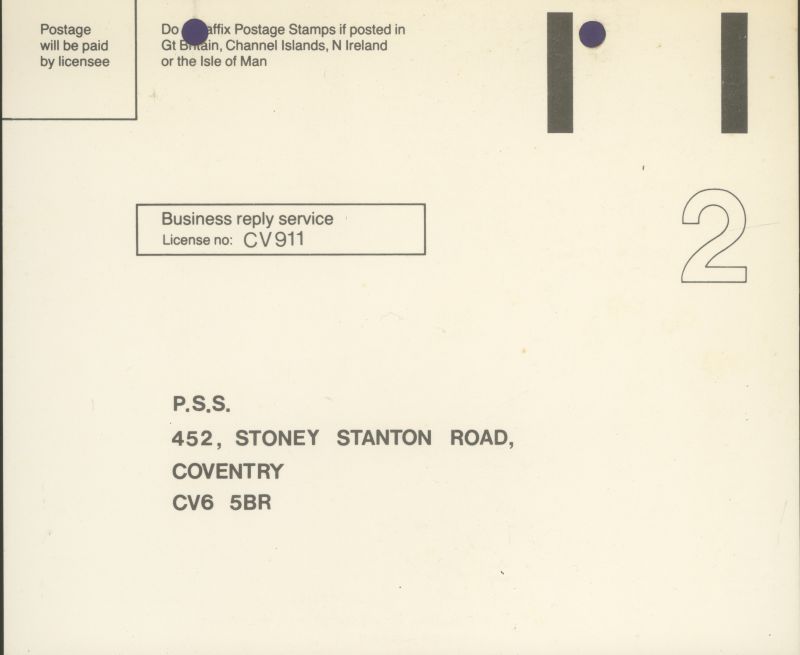 Postage
will be paid
by licensee
Do affix Postage Stamps if posted in
Gt Britain, Channel Islands, N Ireland
or the Isle of Man
2
Business reply service
License no: CV911
P.S.S.
452, STONEY STANTON ROAD,
COVENTRY
CV6 5BR